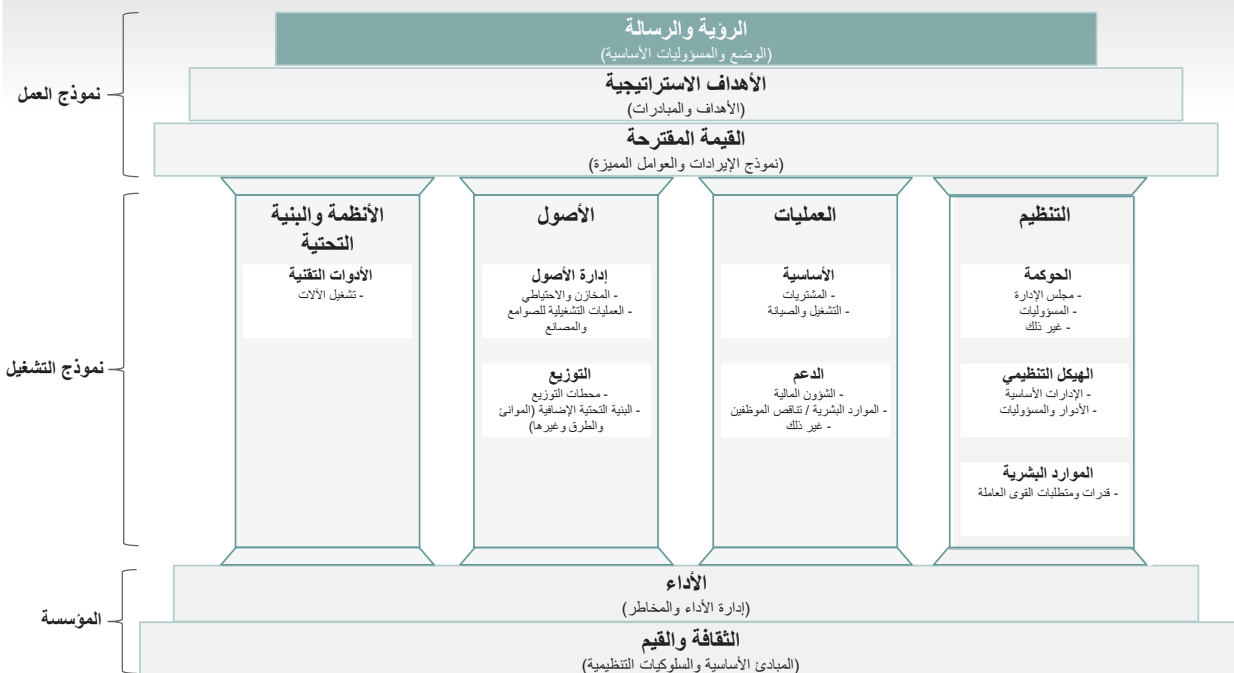 الرؤية والرسالة
(الوضع والمسؤوليات الأساسية)
الأهداف الاستراتيجية
(الأهداف والمبادرات)
القيمة المقترحة
(نموذج الإيرادات والعوامل المميزة)
نموذج العمل
التنظيم
الحوكمة
- مجلس الإدارة
- المسؤوليات
- غير ذلك
الهيكل التنظيمي
- الإدارات الأساسية
- الأدوار والمسؤوليات
الموارد البشرية
- قدرات ومتطلبات القوى العاملة
العمليات
الأساسية
- المشتريات
- التشغيل والصيانة
الدعم
- الشؤون المالية
- الموارد البشرية / تناقص الموظفين
- غير ذلك
الأصول
إدارة الأصول
- المخازن والاحتياطي
- العمليات التشغيلية للصوامع
والمصانع
التوزيع
- محطات التوزيع
- البنية التحتية الإضافية (الموانئ
والطرق وغيرها)
الأنظمة والبنية
التحتية
الأدوات التقنية
- تشغيل الآلات
نموذج التشغيل
الأداء
(إدارة الأداء والمخاطر)
الثقافة والقيم
(المبادئ الأساسية والسلوكيات التنظيمية)
المؤسسة